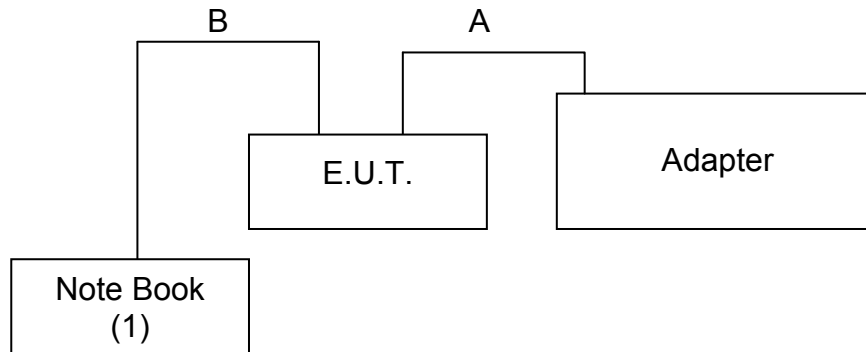 B
A
E.U.T.
Adapter
Note Book
(1)